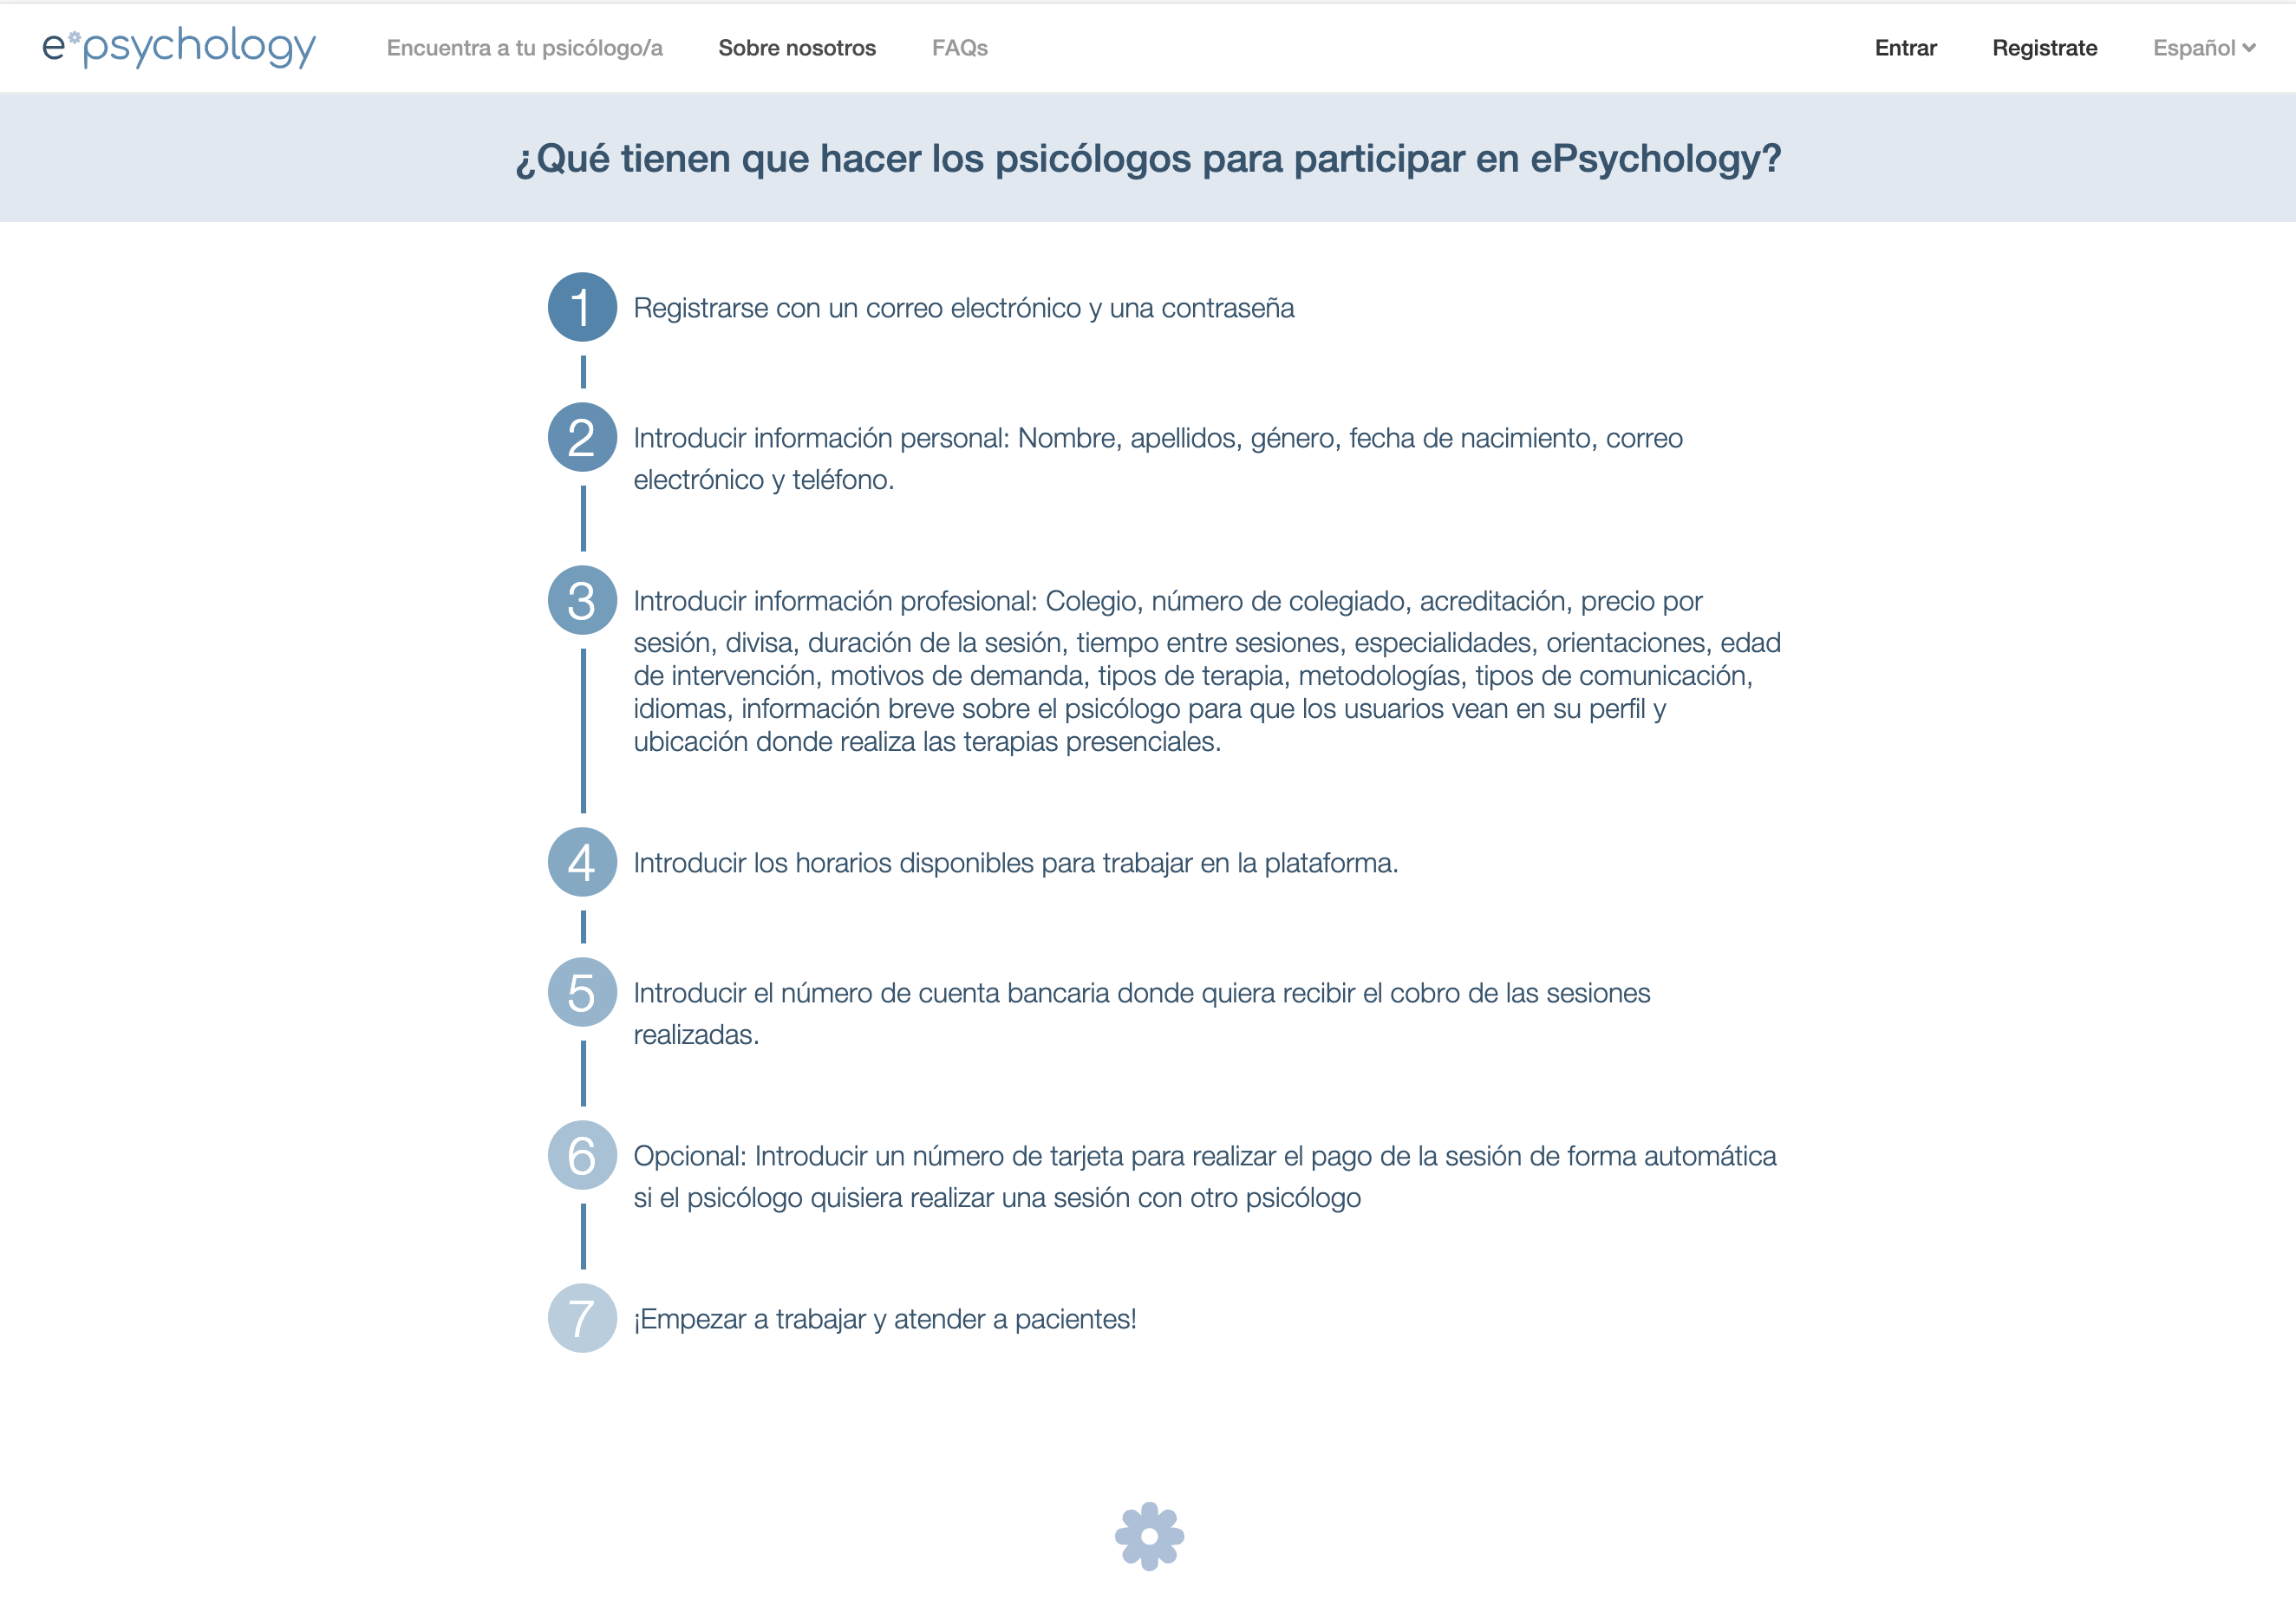 e*psychology
Encuentra a tu psicólogo/a
Sobre nosotros
FAQs
Entrar
Registrate
Español
¿Qué tienen que hacer los psicólogos para participar en ePsychology?
1
Registrarse con un correo electrónico y una contraseña
2
Introducir información personal: Nombre, apellidos, género, fecha de nacimiento, correo
electrónico y teléfono.
3
Introducir información profesional: Colegio, número de colegiado, acreditación, precio por
sesión, divisa, duración de la sesión, tiempo entre sesiones, especialidades, orientaciones, edad
de intervención, motivos de demanda, tipos de terapia, metodologías, tipos de comunicación,
idiomas, información breve sobre el psicólogo para que los usuarios vean en su perfil y
ubicación donde realiza las terapias presenciales.
4
Introducir los horarios disponibles para trabajar en la plataforma.
5
Introducir el número de cuenta bancaria donde quiera recibir el cobro de las sesiones
realizadas.
6
Opcional: Introducir un número de tarjeta para realizar el pago de la sesión de forma automática
si el psicólogo quisiera realizar una sesión con otro psicólogo
7
¡Empezar a trabajar y atender a pacientes!